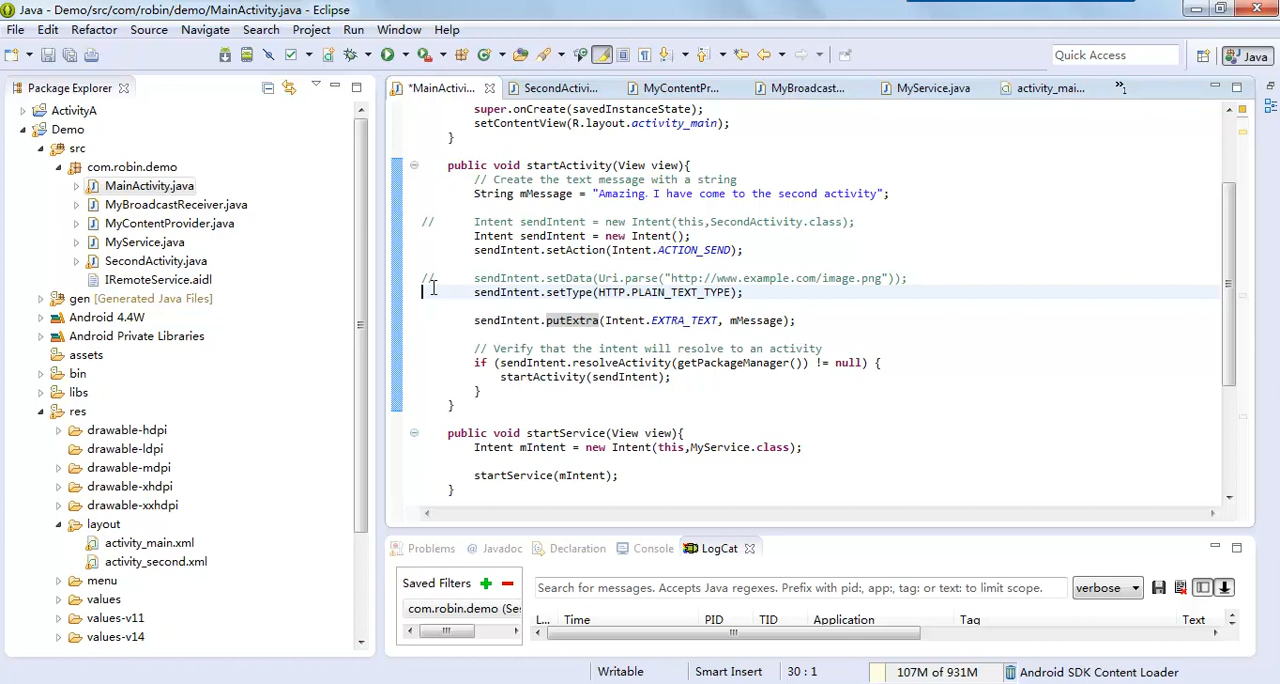 Java - Demo/src/com/robin/demo/MainActivity.java - Eclipse
File Edit Refactor Source Navigate Search Project Run Window Help
Quick Access
Java
Package Explorer
*MainActivi...
SecondActivi...
MyContentPr...
MyBroadcast...
MyService.java
activity_mai...
»1
ActivityA
Demo
src
com.robin.demo
MainActivity.java
MyBroadcastReceiver.java
MyContentProvider.java
MyService.java
SecondActivity.java
IRemoteService.aidl
gen [Generated Java Files]
Android 4.4W
Android Private Libraries
assets
bin
libs
res
drawable-hdpi
drawable-ldpi
drawable-mdpi
drawable-xhdpi
drawable-xxhdpi
layout
activity_main.xml
activity_second.xml
menu
values
values-v11
values-v14
super.onCreate(savedInstanceState);
setContentView(R.layout.activity_main);
}
public void startActivity(View view){
// Create the text message with a string
String mMessage = "Amazing. I have come to the second activity";
// Intent sendIntent = new Intent(this,SecondActivity.class);
Intent sendIntent = new Intent();
sendIntent.setAction(Intent.ACTION_SEND);
// sendIntent.setData(Uri.parse("http://www.example.com/image.png"));
sendIntent.setType(HTTP.PLAIN_TEXT_TYPE);
sendIntent.putExtra(Intent.EXTRA_TEXT, mMessage);
// Verify that the intent will resolve to an activity
if (sendIntent.resolveActivity(getPackageManager()) != null) {
startActivity(sendIntent);
}
}
public void startService(View view){
Intent mIntent = new Intent(this,MyService.class);
startService(mIntent);
}
Problems @ Javadoc Declaration Console LogCat
Saved Filters
com.robin.demo (Ses
Search for messages. Accepts Java regexes. Prefix with pid:, app:, tag: or text: to limit scope.
verbose
L... Time PID TID Application Tag Text
Writable Smart Insert 30 : 1 107M of 931M Android SDK Content Loader